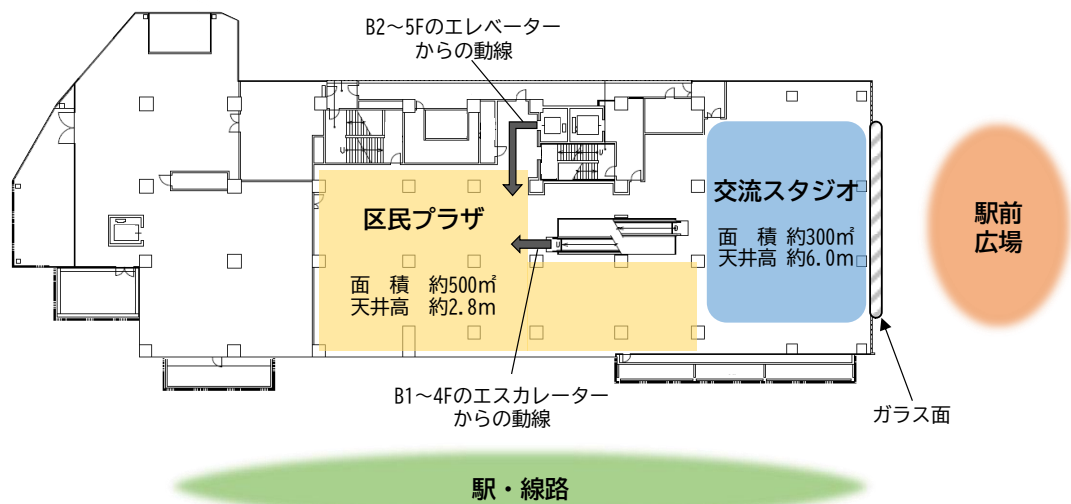 B2～5Fのエレベーター
からの動線
区民プラザ
面　積　約500㎡
天井高　約2.8m
交流スタジオ
面　積　約300㎡
天井高　約6.0m
駅前
広場
B1～4Fのエスカレーター
からの動線
ガラス面
駅・線路